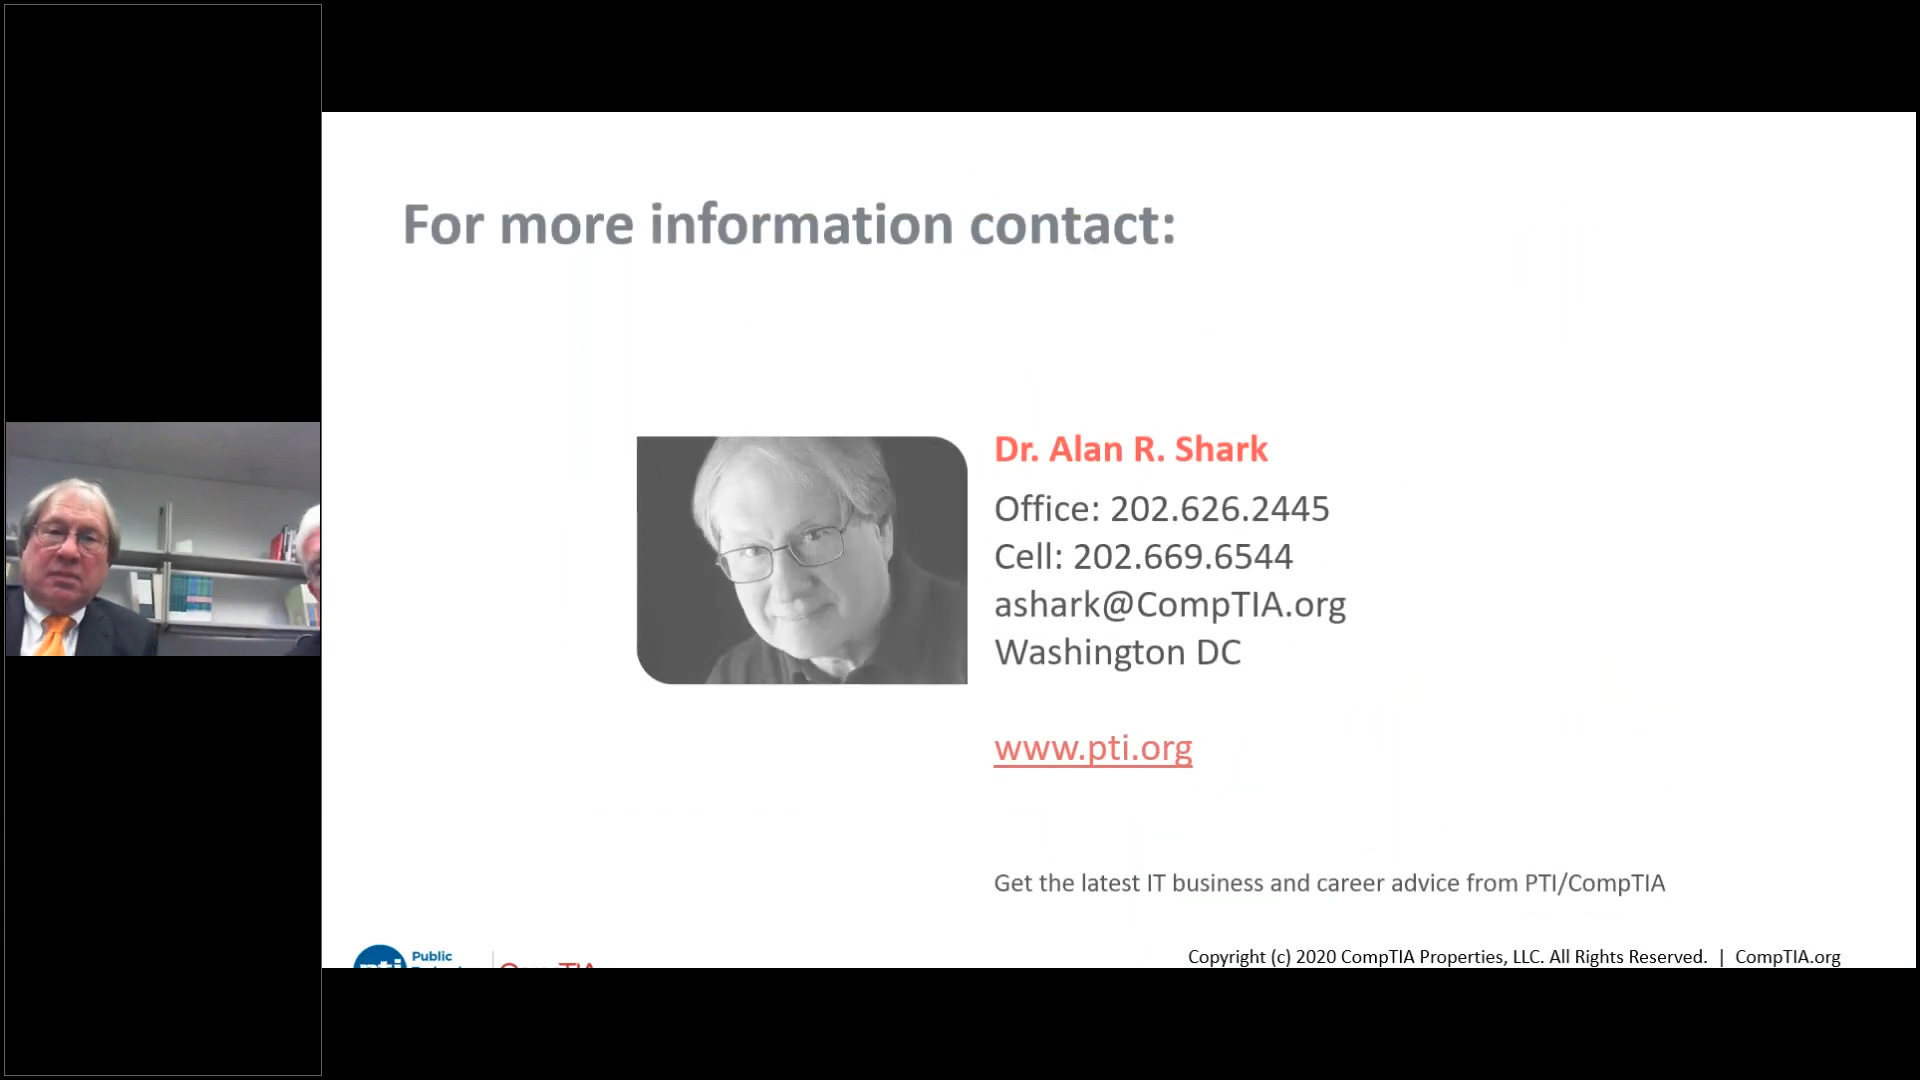 For more information contact:
Dr. Alan R. Shark
Office: 202.626.2445
Cell: 202.669.6544
ashark@CompTIA.org
Washington DC
www.pti.org
Get the latest IT business and career advice from PTI/CompTIA
Public
Copyright (c) 2020 CompTIA Properties, LLC. All Rights Reserved. | CompTIA.org